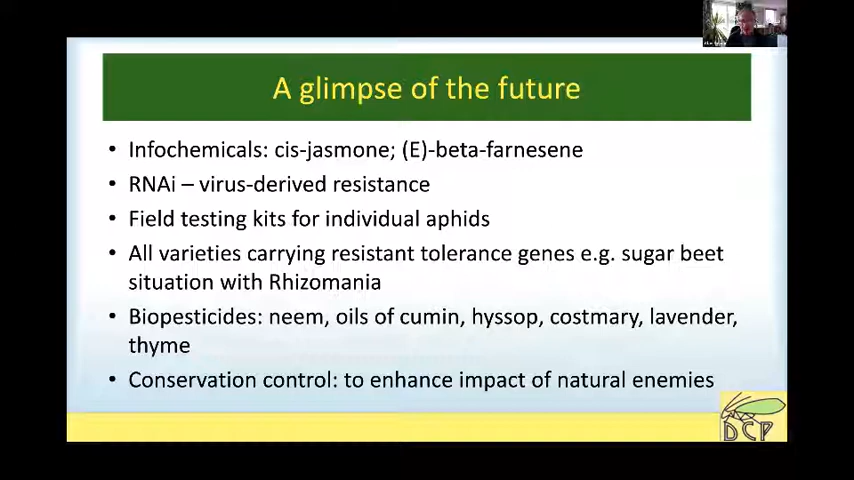 A glimpse of the future
• Infochemicals: cis-jasmone; (E)-beta-farnesene
• RNAi – virus-derived resistance
• Field testing kits for individual aphids
• All varieties carrying resistant tolerance genes e.g. sugar beet
situation with Rhizomania
• Biopesticides: neem, oils of cumin, hyssop, costmary, lavender,
thyme
• Conservation control: to enhance impact of natural enemies
DCP